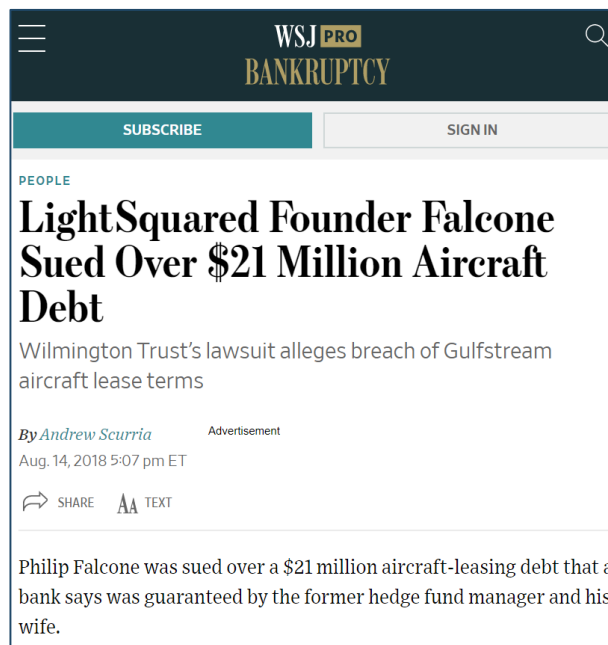 WSJ PRO
BANKRUPTCY
SUBSCRIBE
SIGN IN
PEOPLE
LightSquared Founder Falcone
Sued Over $21 Million Aircraft
Debt
Wilmington Trust’s lawsuit alleges breach of Gulfstream
aircraft lease terms
By Andrew Scurria
Advertisement
Aug. 14, 2018 5:07 pm ET
SHARE
AA TEXT
Philip Falcone was sued over a $21 million aircraft-leasing debt that a
bank says was guaranteed by the former hedge fund manager and his
wife.